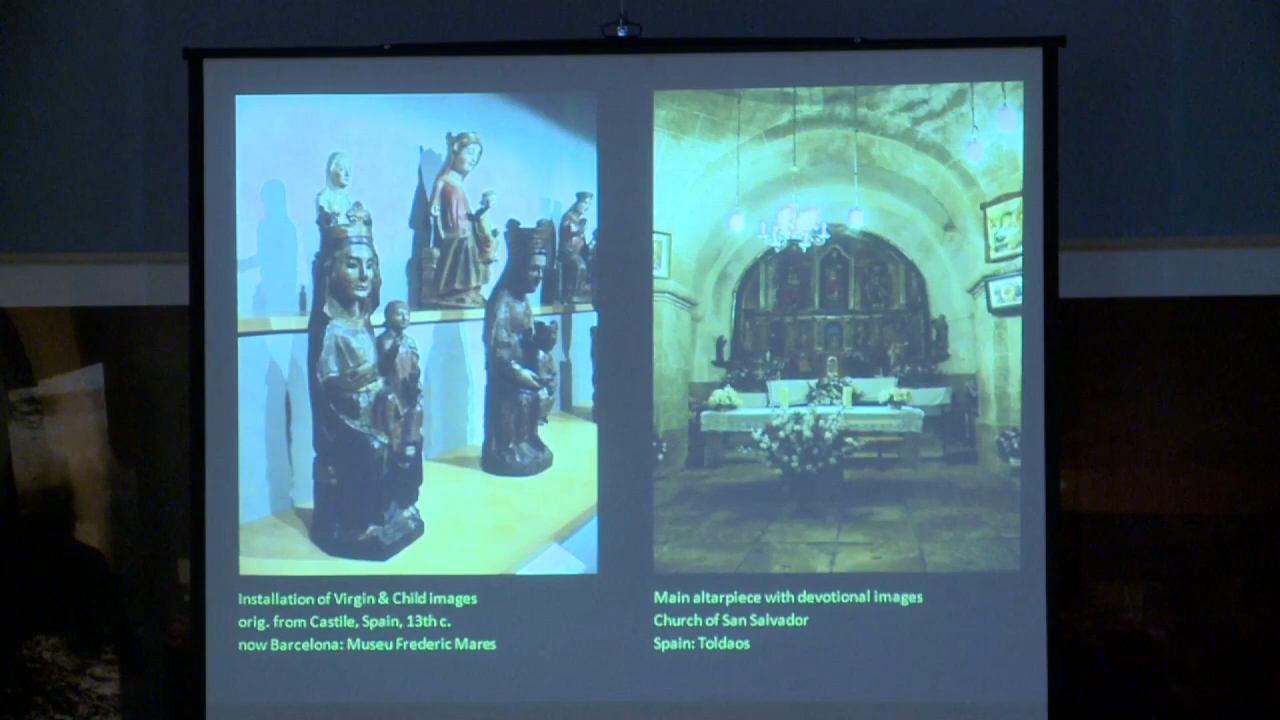 Installation of Virgin & Child images
orig. from Castile, Spain, 13th c.
now Barcelona: Museu Frederic Mares
Main altarpiece with devotional images
Church of San Salvador
Spain: Toldaos